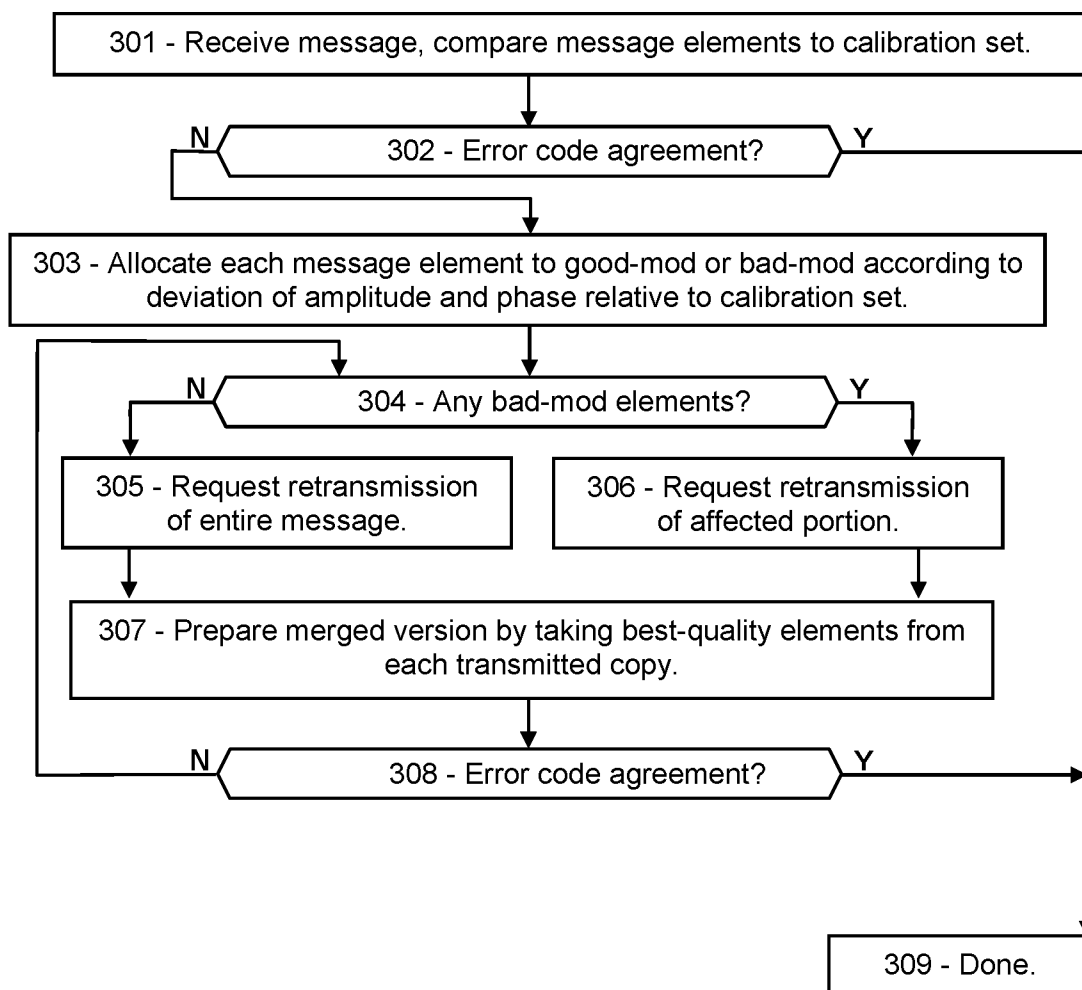 301 - Receive message, compare message elements to calibration set.
N
302 - Error code agreement?
Y
303 - Allocate each message element to good-mod or bad-mod according to
deviation of amplitude and phase relative to calibration set.
N
304 - Any bad-mod elements?
Y
305 - Request retransmission
of entire message.
306 - Request retransmission
of affected portion.
307 - Prepare merged version by taking best-quality elements from
each transmitted copy.
N
308 - Error code agreement?
Y
309 - Done.